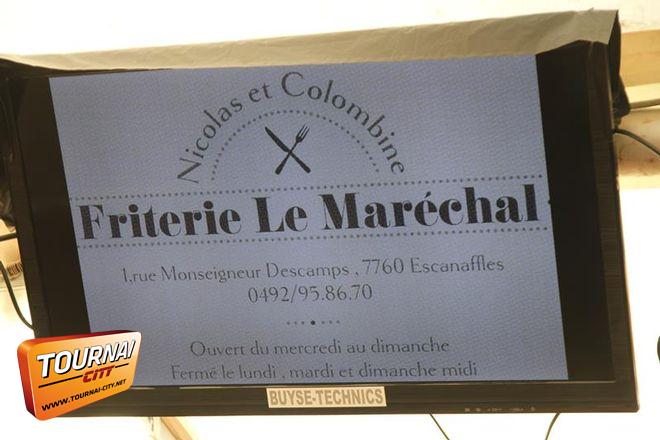 Nicolas et Colombine
Friterie Le Maréchal
1,rue Monseigneur Descamps , 7760 Escanaffles
0492/95.86.70
Ouvert du mercredi au dimanche
Fermé le lundi , mardi et dimanche midi
BUYSE-TECHNICS
TOURNAI
CITY
WWW.TOURNAI-CITY.NET